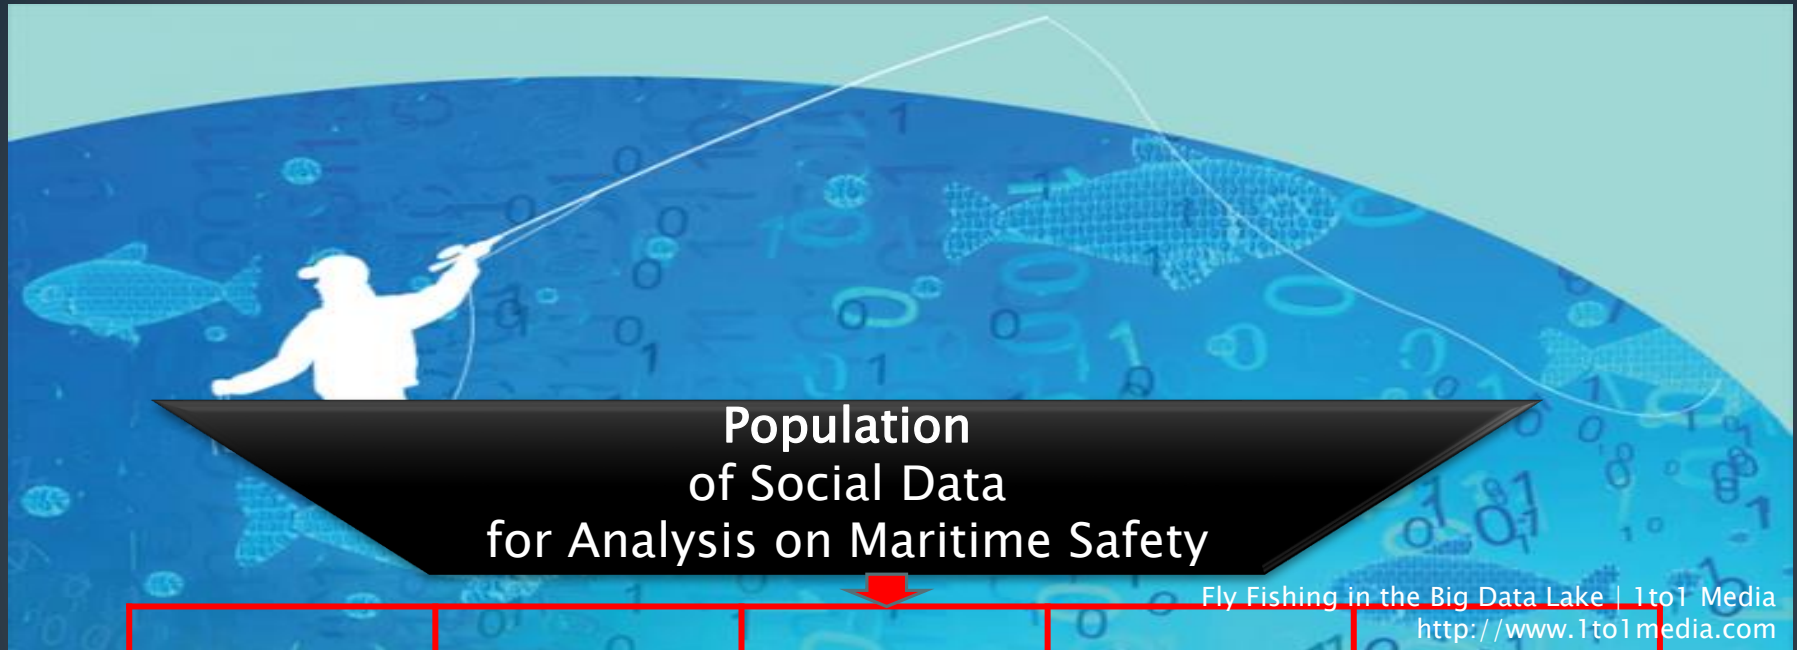 Population
of Social Data
for Analysis on Maritime Safety
Fly Fishing in the Big Data Lake | 1to1 Media
http://www.1to1media.com